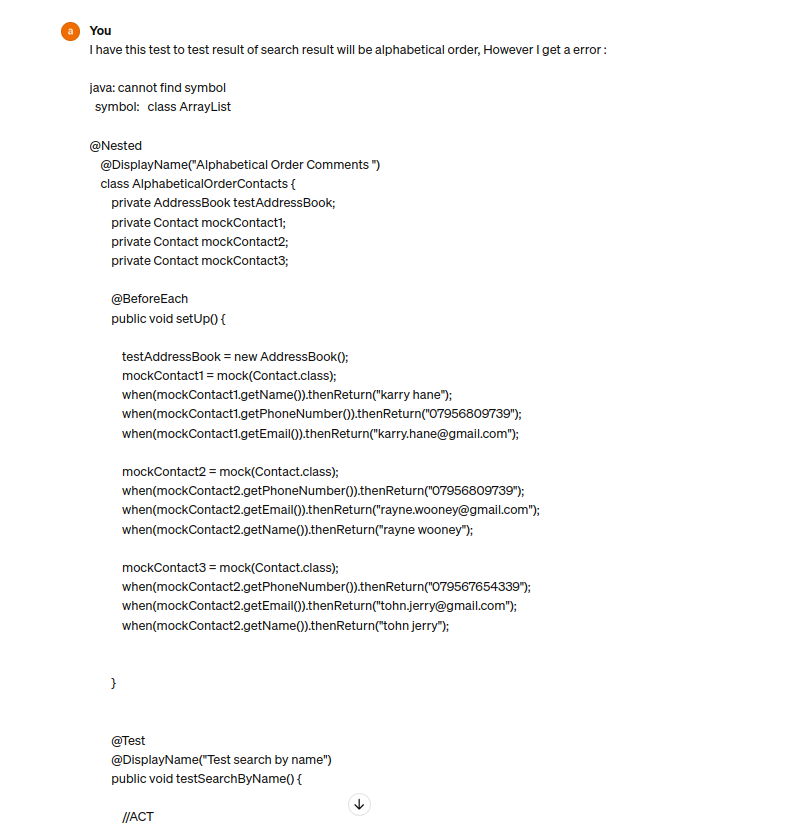 a
You
I have this test to test result of search result will be alphabetical order, However I get a error :
java: cannot find symbol
symbol: class ArrayList
@Nested
@DisplayName("Alphabetical Order Comments ")
class AlphabeticalOrderContacts {
private AddressBook testAddressBook;
private Contact mockContact1;
private Contact mockContact2;
private Contact mockContact3;
@BeforeEach
public void setUp() {
testAddressBook = new AddressBook();
mockContact1 = mock(Contact.class);
when(mockContact1.getName()).thenReturn("karry hane");
when(mockContact1.getPhoneNumber()).thenReturn("07956809739");
when(mockContact1.getEmail()).thenReturn("karry.hane@gmail.com");
mockContact2 = mock(Contact.class);
when(mockContact2.getPhoneNumber()).thenReturn("07956809739");
when(mockContact2.getEmail()).thenReturn("rayne.wooney@gmail.com");
when(mockContact2.getName()).thenReturn("rayne wooney");
mockContact3 = mock(Contact.class);
when(mockContact2.getPhoneNumber()).thenReturn("079567654339");
when(mockContact2.getEmail()).thenReturn("tohn.jerry@gmail.com");
when(mockContact2.getName()).thenReturn("tohn jerry");
}
@Test
@DisplayName("Test search by name")
public void testSearchByName() {
//ACT